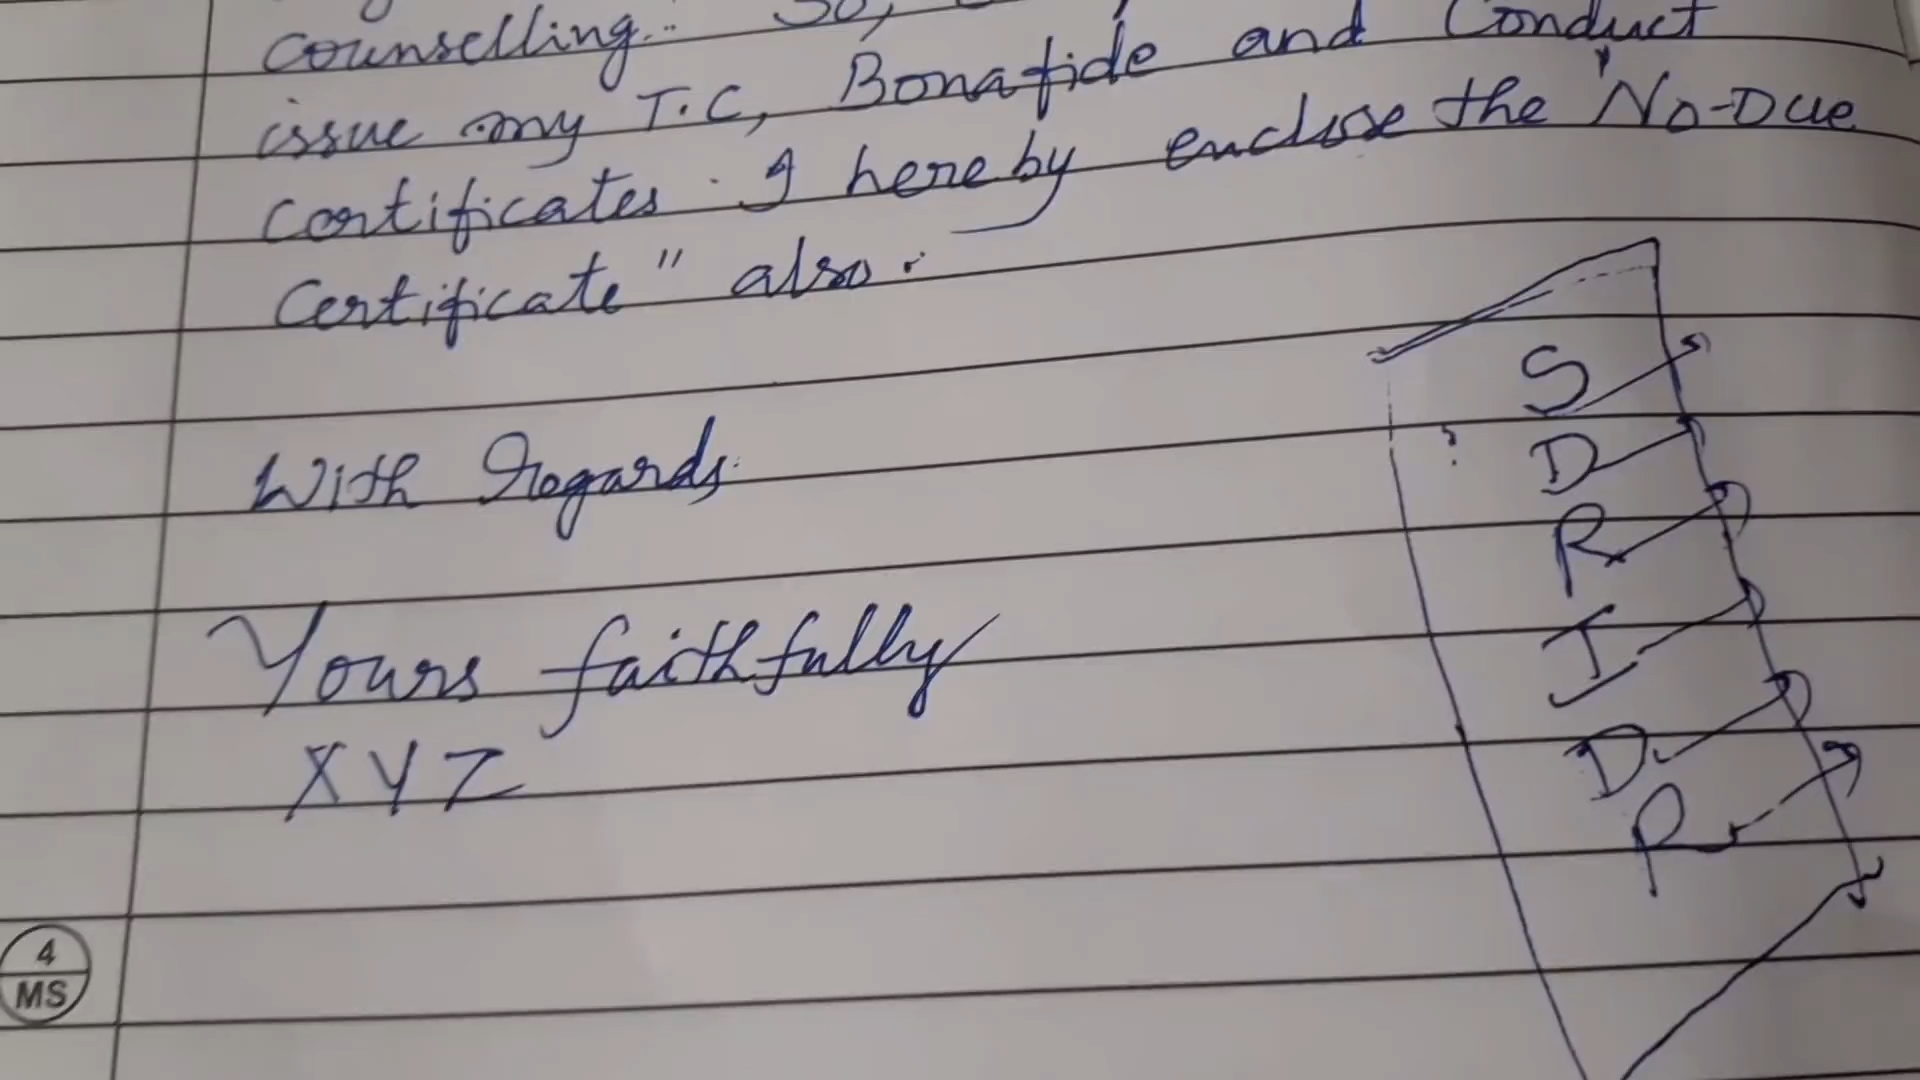 counselling.. So,
issue my T.C, Bonafide and Conduct
certificates. I hereby enclose the "No-Due
Certificate" also.
With Regards.
Yours faithfully
XYZ
S
D
R
I
D
P
4
MS